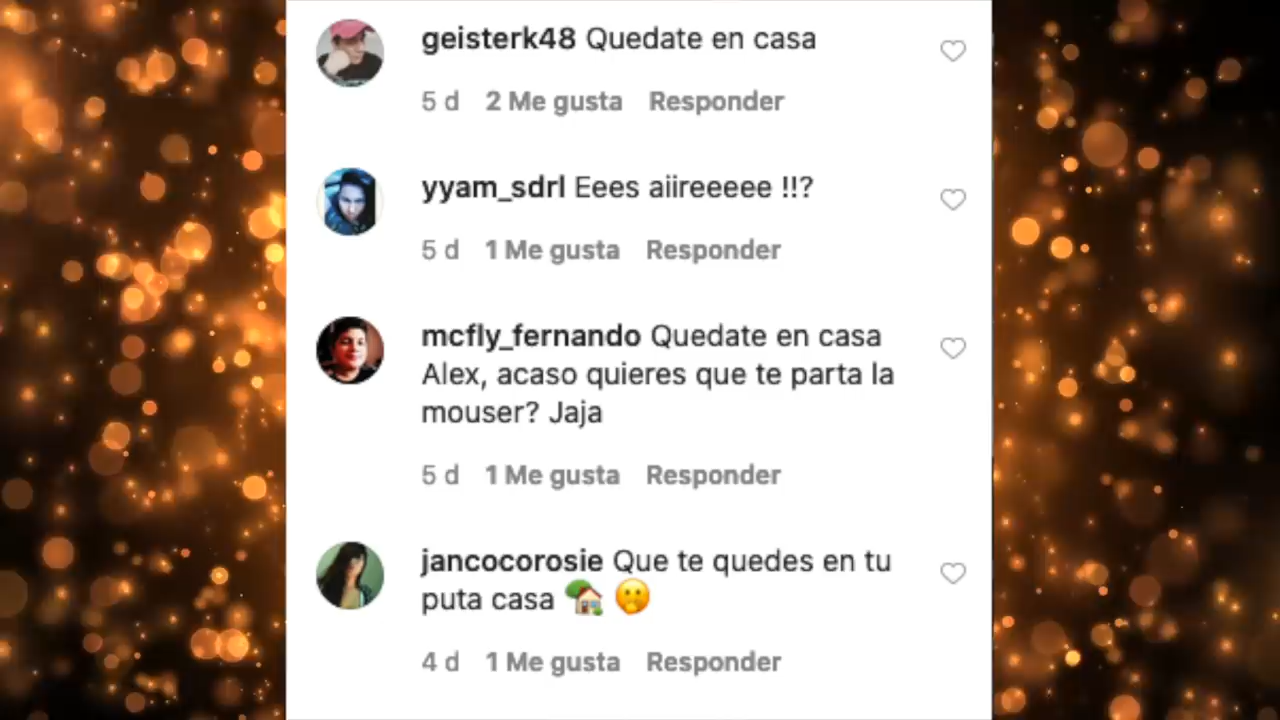 geisterk48 Quedate en casa
5 d 2 Me gusta Responder
yyam_sdrl Eees aiireeeee !!?
5 d 1 Me gusta Responder
mcfly_fernando Quedate en casa
Alex, acaso quieres que te parta la
mouser? Jaja
5 d 1 Me gusta Responder
jancocorosie Que te quedes en tu
puta casa 🏡 🤭
4 d 1 Me gusta Responder